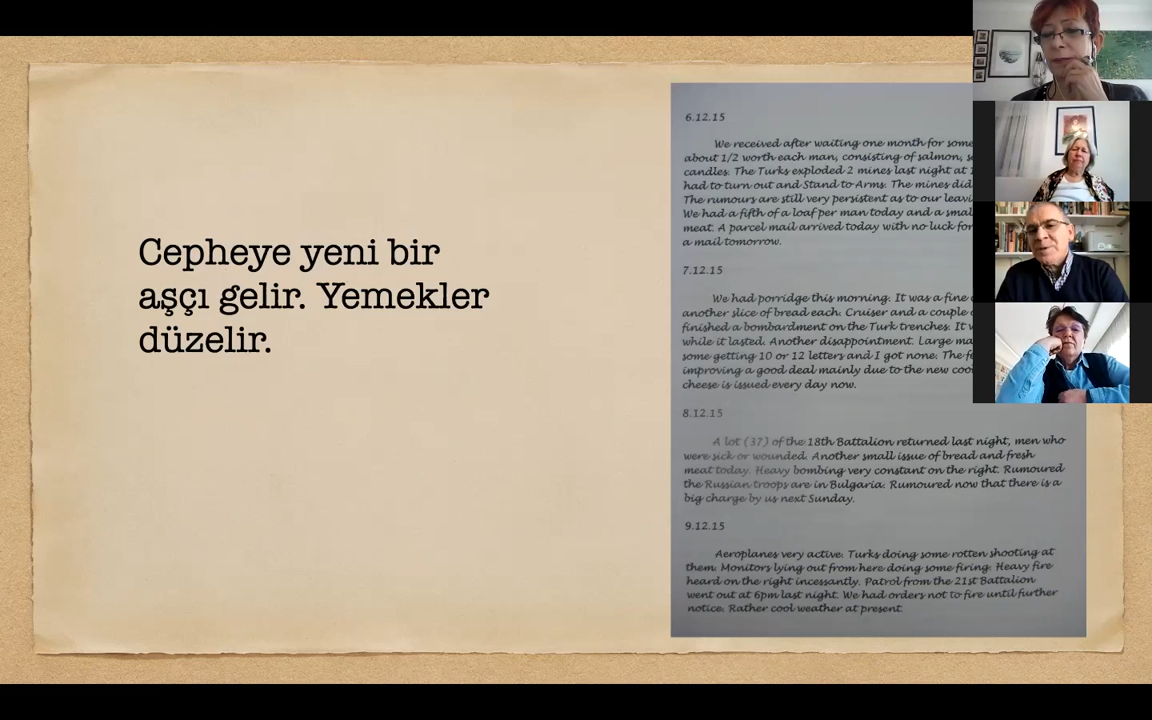 Cepheye yeni bir
aşçı gelir. Yemekler
düzelir.
6.12.15
We received after waiting one month for some
about 1/2 worth each man, consisting of salmon,
candles. The Turks exploded 2 mines last night at
had to turn out and Stand to Arms. The mines did
The rumours are still very persistent as to our
We had a fifth of a loaf per man today and a
meat. A parcel mail arrived today with no luck for
a mail tomorrow.
7.12.15
We had porridge this morning. It was a fine
another slice of bread each. Cruiser and a couple
finished a bombardment on the Turk trenches. It
while it lasted. Another disappointment. Large
some getting 10 or 12 letters and I got none. The
improving a good deal mainly due to the new
cheese is issued every day now.
8.12.15
A lot (37) of the 18th Battalion returned last night, men who
were sick or wounded. Another small issue of bread and fresh
meat today. Heavy bombing very constant on the right. Rumoured
the Russian troops are in Bulgaria. Rumoured now that there is a
big charge by us next Sunday.
9.12.15
Aeroplanes very active. Turks doing some rotten shooting at
them. Monitors lying out from here doing some firing. Heavy fire
heard on the right incessantly. Patrol from the 21st Battalion
went out at 6pm last night. We had orders not to fire until further
notice. Rather cool weather at present.